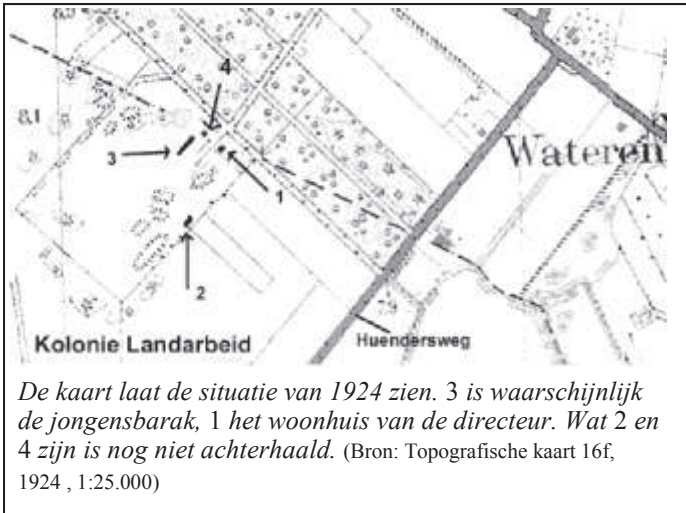 4
8,1
3
Wateren
1
2
Kolonie Landarbeid
Huendersweg
De kaart laat de situatie van 1924 zien. 3 is waarschijnlijk
de jongensbarak, 1 het woonhuis van de directeur. Wat 2 en
4 zijn is nog niet achterhaald. (Bron: Topografische kaart 16f,
1924 , 1:25.000)